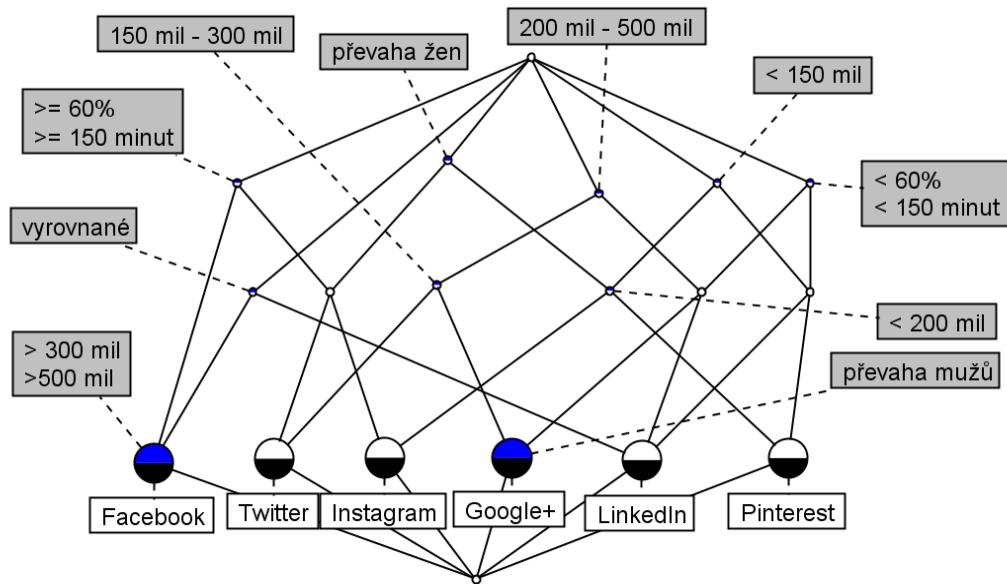 150 mil - 300 mil
převaha žen
200 mil - 500 mil
< 150 mil
>= 60%
>= 150 minut
< 60%
< 150 minut
vyrovnané
< 200 mil
> 300 mil
>500 mil
převaha mužů
Facebook
Twitter
Instagram
Google+
LinkedIn
Pinterest